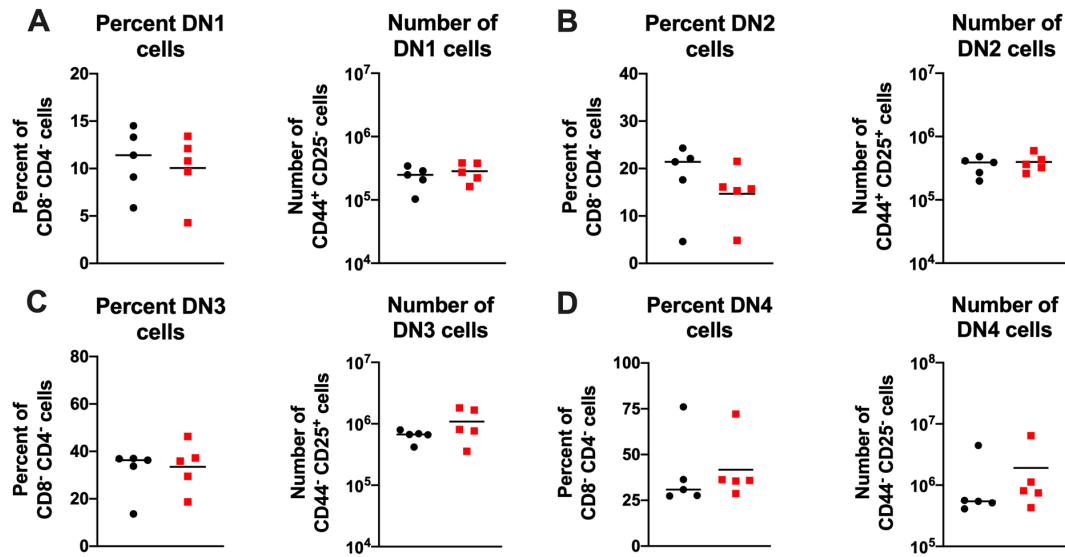 A
Percent DN1
cells
Percent of
CD8⁻ CD4⁻ cells
20
15
10
5
0
Number of
DN1 cells
Number of
CD44⁺ CD25⁻ cells
10⁷
10⁶
10⁵
10⁴
B
Percent DN2
cells
Percent of
CD8⁻ CD4⁻ cells
40
30
20
10
0
Number of
DN2 cells
Number of
CD44⁺ CD25⁺ cells
10⁷
10⁶
10⁵
10⁴
C
Percent DN3
cells
Percent of
CD8⁻ CD4⁻ cells
80
60
40
20
0
Number of
DN3 cells
Number of
CD44⁻ CD25⁺ cells
10⁷
10⁶
10⁵
10⁴
D
Percent DN4
cells
Percent of
CD8⁻ CD4⁻ cells
100
75
50
25
0
Number of
DN4 cells
Number of
CD44⁻ CD25⁻ cells
10⁸
10⁷
10⁶
10⁵